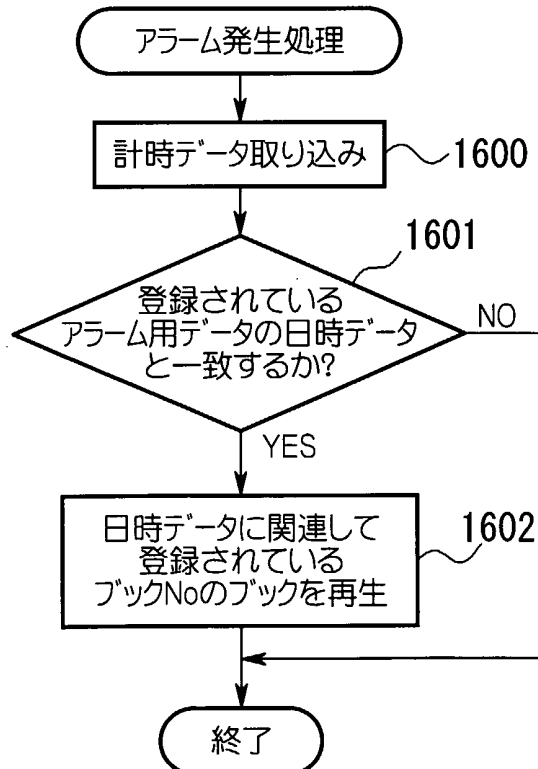 アラーム発生処理
計時データ取り込み
1600
1601
登録されている
アラーム用データの日時データ
と一致するか?
NO
YES
日時データに関連して
登録されている
ブックNoのブックを再生
1602
終了